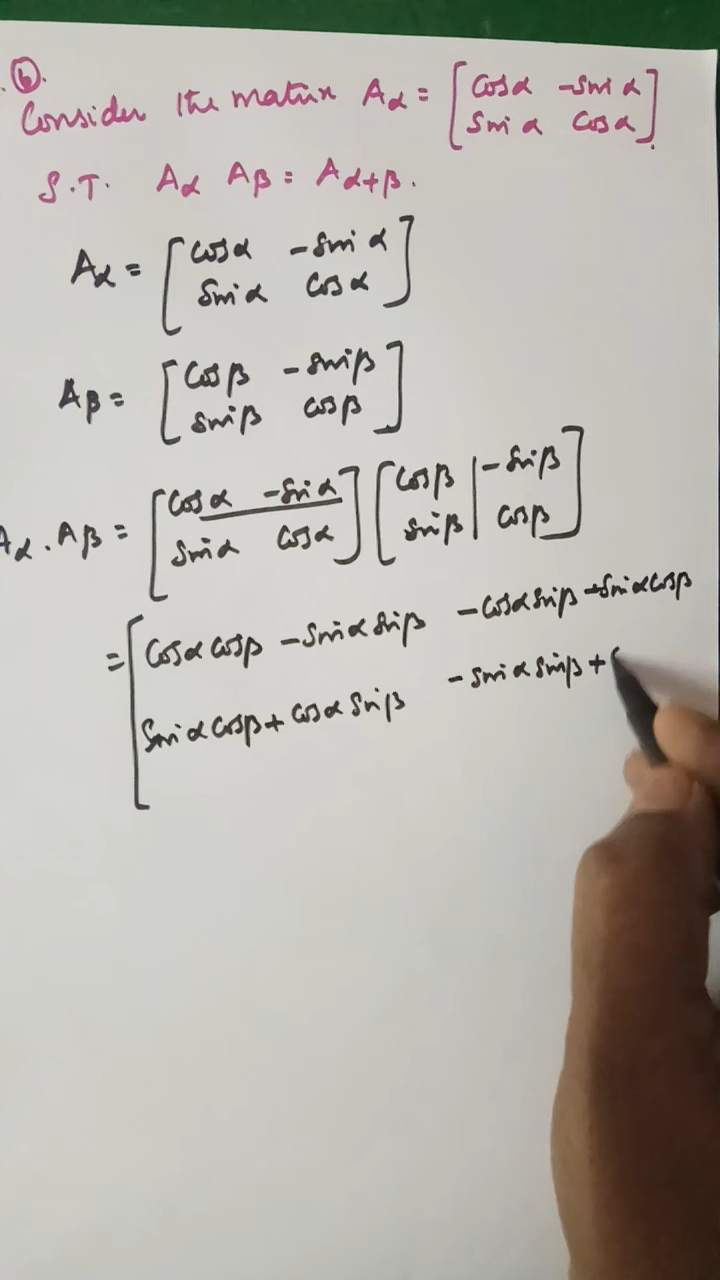 (b).
Consider the matrix Aα = [cosα -sinα
sinα cosα].
S.T. Aα Aβ = Aα+β.
Aα = [cosα -sinα
sinα cosα]
Aβ = [cosβ -sinβ
sinβ cosβ]
Aα . Aβ = [cosα -sinα] [cosβ | -sinβ]
sinα cosα sinβ | cosβ
= [cosα cosβ - sinα sinβ -cosα sinβ - sinα cosβ
sinα cosβ + cosα sinβ - sinα sinβ +